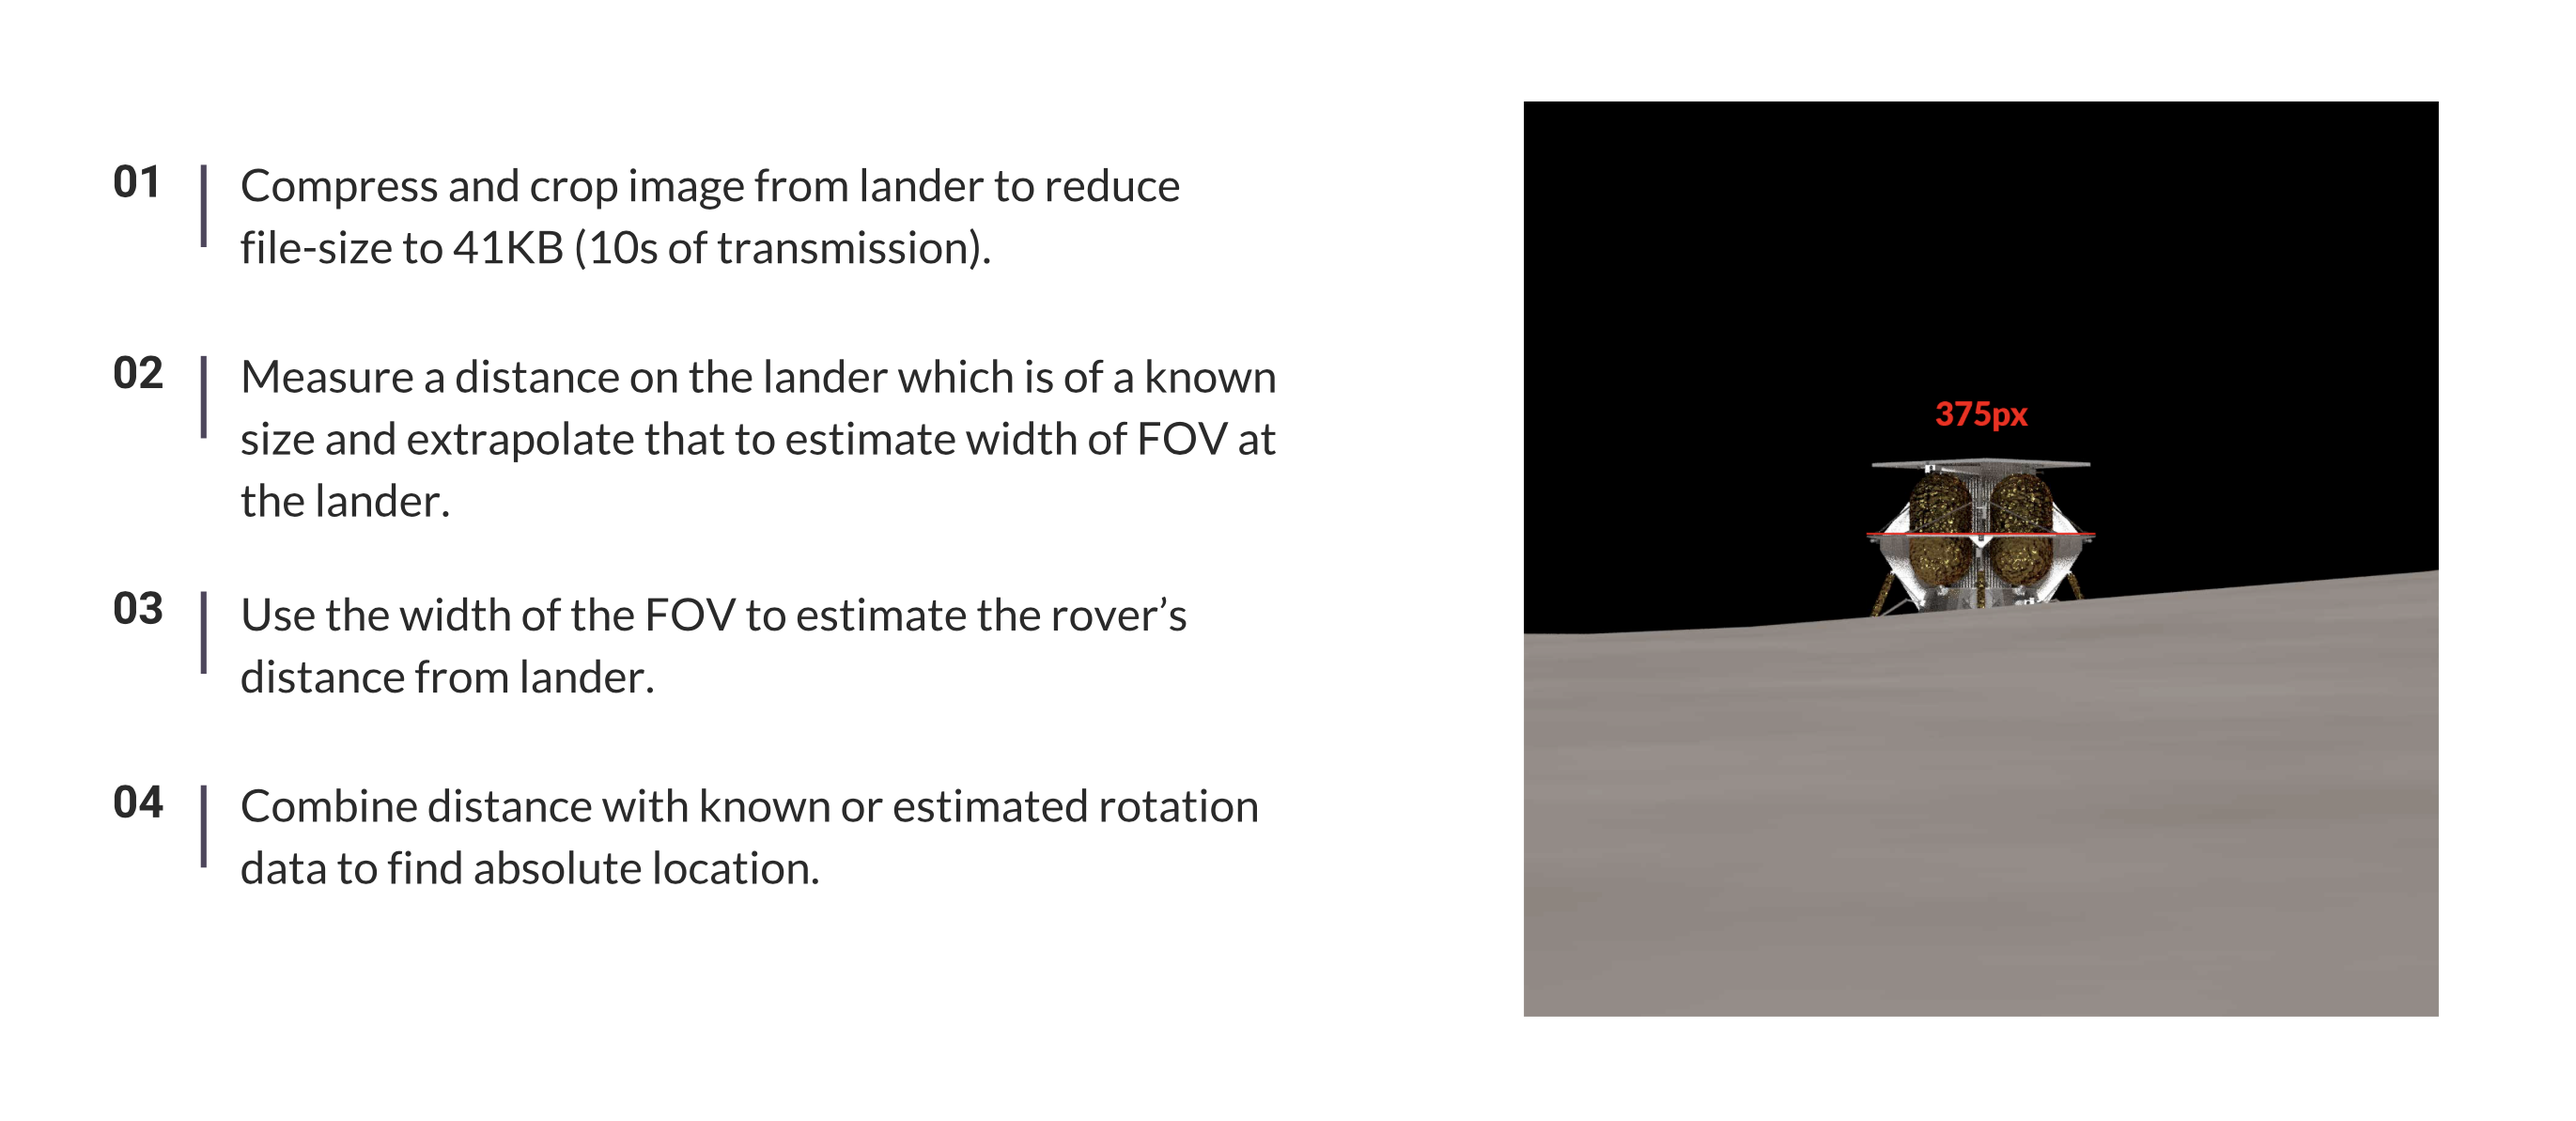 01
Compress and crop image from lander to reduce
file-size to 41KB (10s of transmission).
02
Measure a distance on the lander which is of a known
size and extrapolate that to estimate width of FOV at
the lander.
03
Use the width of the FOV to estimate the rover’s
distance from lander.
04
Combine distance with known or estimated rotation
data to find absolute location.
375px